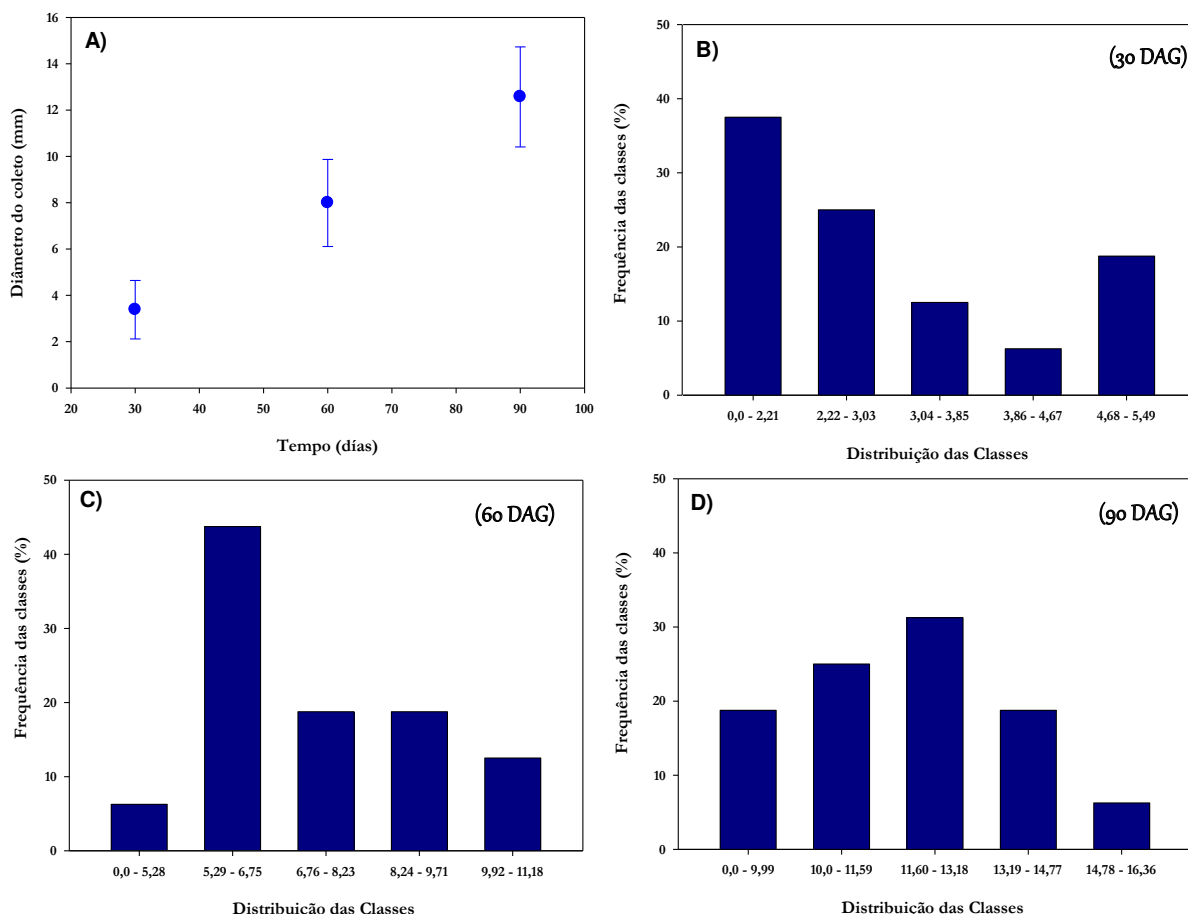 A)
Diâmetro do coleto (mm)
16
14
12
10
8
6
4
2
0
20 30 40 50 60 70 80 90 100
Tempo (días)
B)
(30 DAG)
Frequência das classes (%)
50
40
30
20
10
0
0,0 - 2,21 2,22 - 3,03 3,04 - 3,85 3,86 - 4,67 4,68 - 5,49
Distribuição das Classes
C)
(60 DAG)
Frequência das classes (%)
50
40
30
20
10
0
0,0 - 5,28 5,29 - 6,75 6,76 - 8,23 8,24 - 9,71 9,92 - 11,18
Distribuição das Classes
D)
(90 DAG)
Frequência das classes (%)
50
40
30
20
10
0
0,0 - 9,99 10,0 - 11,59 11,60 - 13,18 13,19 - 14,77 14,78 - 16,36
Distribuição das Classes